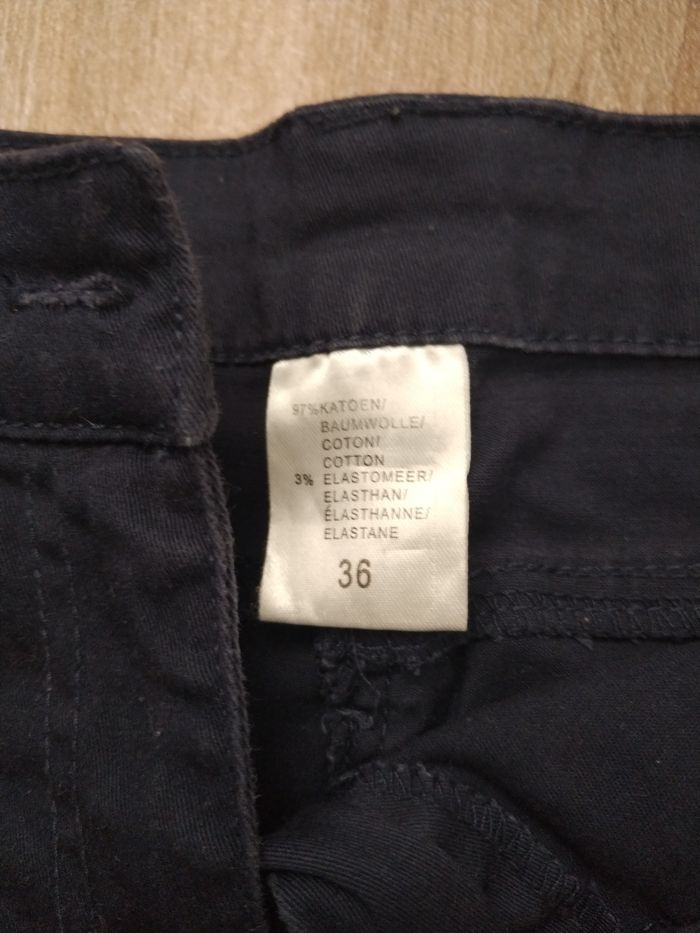 97% KATOEN/
BAUMWOLLE/
COTON/
COTTON
3% ELASTOMEER/
ELASTHAN/
ÉLASTHANNE/
ELASTANE
36